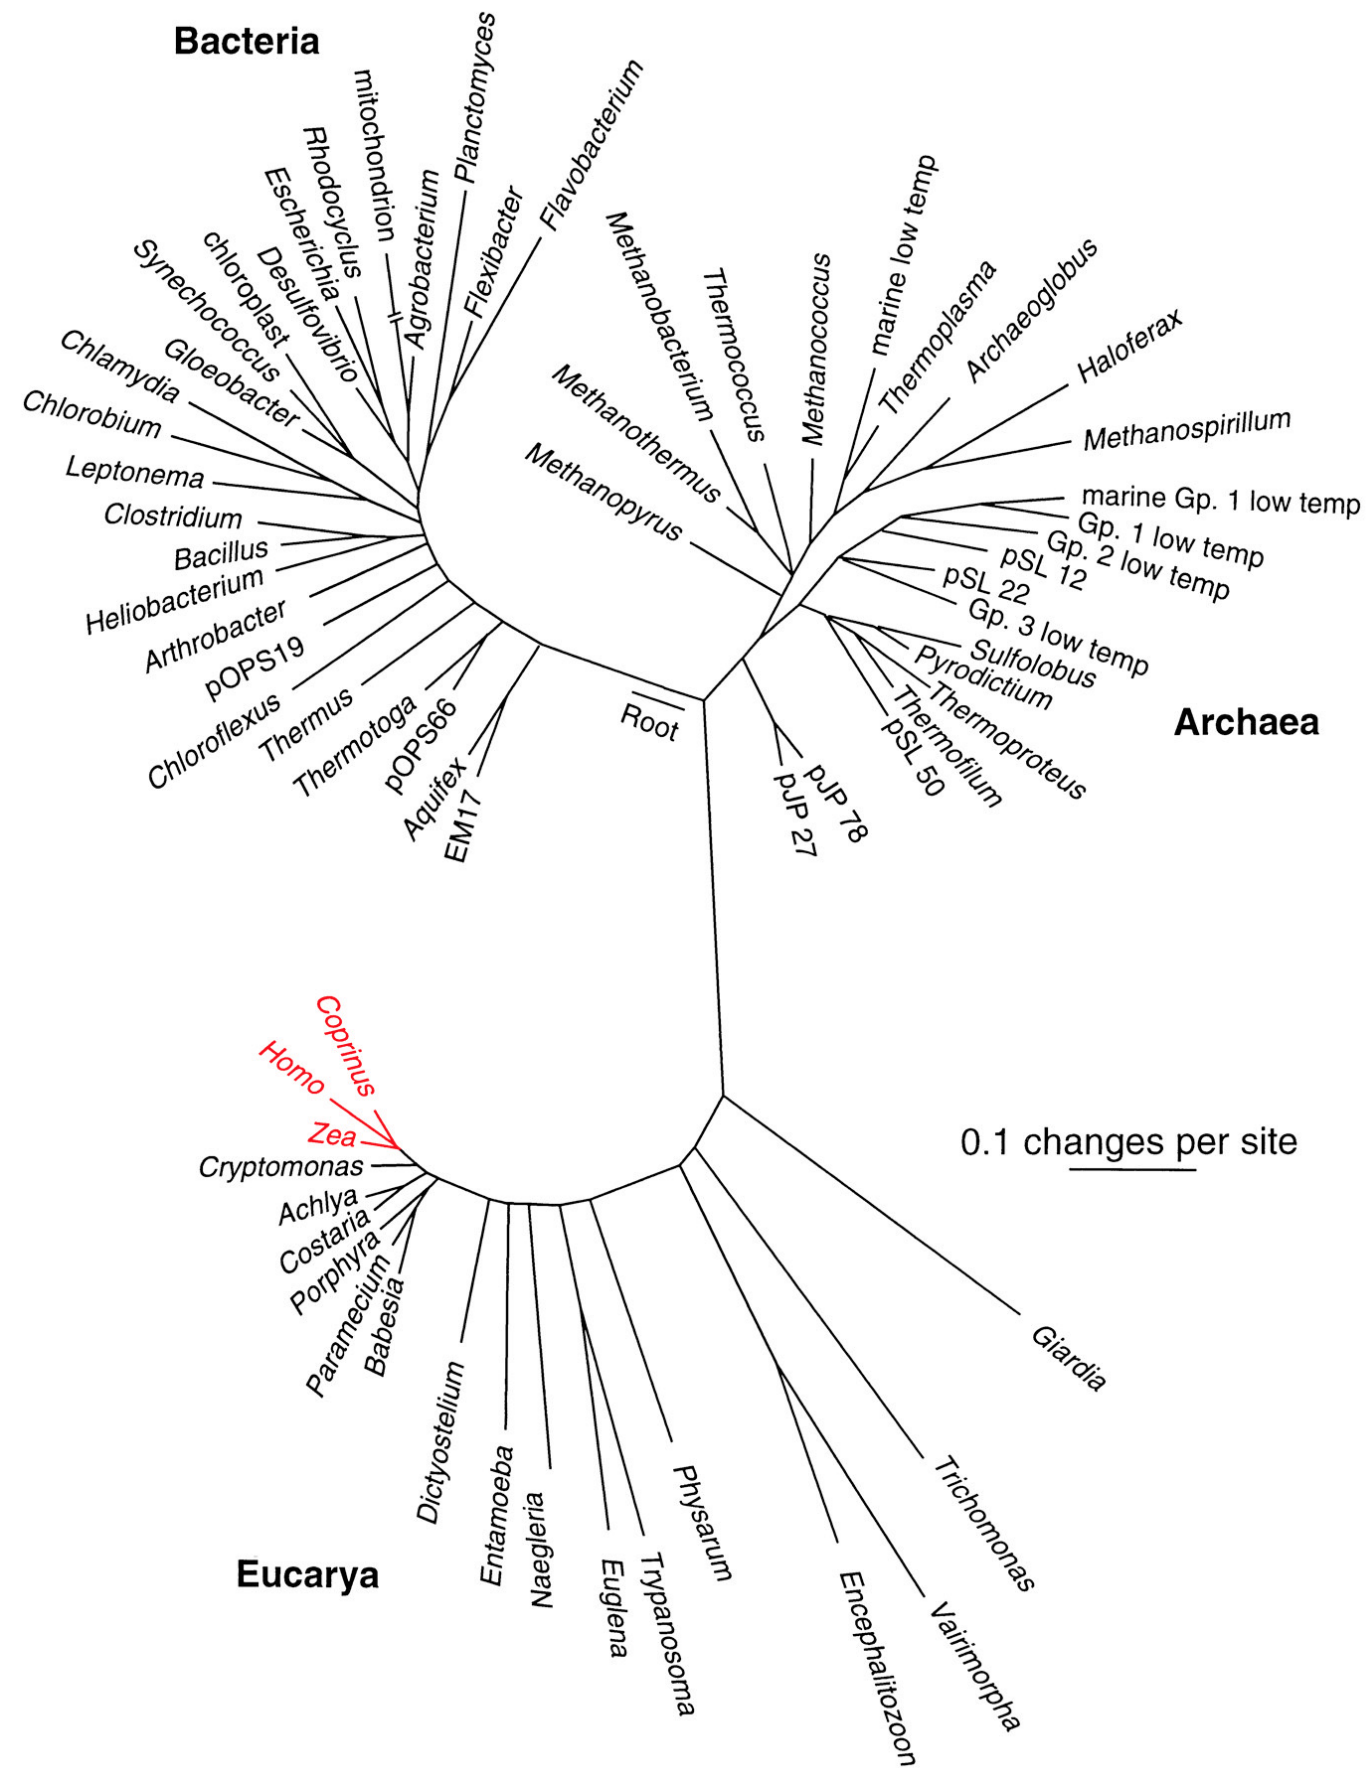 Bacteria
Planctomyces
mitochondrion
Flavobacterium
Rhodocyclus
Escherichia
Agrobacterium
Flexibacter
chloroplast
Desulfovibrio
Synechococcus
Gloeobacter
Chlamydia
Chlorobium
Leptonema
Clostridium
Bacillus
Heliobacterium
Arthrobacter
pOPS19
Chloroflexus
Thermus
Thermotoga
pOPS66
Aquifex
EM17
Root
Methanopyrus
Methanothermus
Methanobacterium
Thermococcus
Methanococcus
marine low temp
Thermoplasma
Archaeoglobus
Haloferax
Methanospirillum
marine Gp. 1 low temp
Gp. 1 low temp
Gp. 2 low temp
pSL 12
pSL 22
Gp. 3 low temp
Sulfolobus
Pyrodictium
Thermoproteus
Thermofilum
pSL 50
pJP 78
pJP 27
Archaea
Coprinus
Homo
Zea
Cryptomonas
Achlya
Costaria
Porphyra
Paramecium
Babesia
Dictyostelium
Entamoeba
Naegleria
Euglena
Trypanosoma
Physarum
Encephalitozoon
Vairimorpha
Trichomonas
Giardia
0.1 changes per site
Eucarya